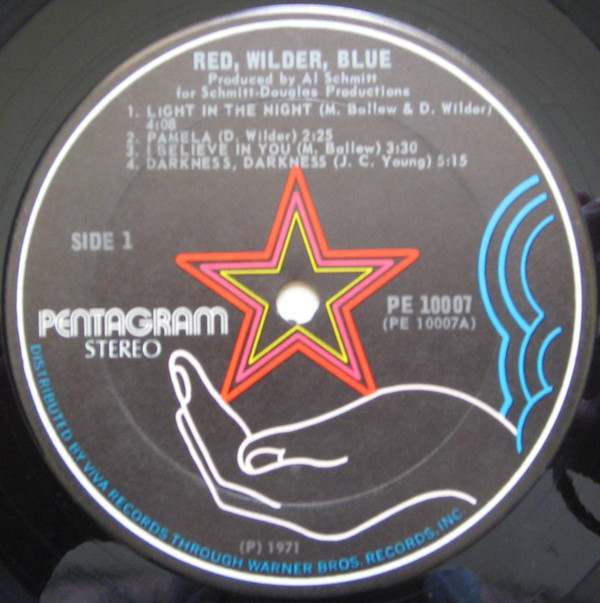 RED, WILDER, BLUE
Produced by Al Schmitt
for Schmitt-Douglas Productions
1. LIGHT IN THE NIGHT (M. Ballew & D. Wilder)
4:08
2. PAMELA (D. Wilder) 2:25
3. I BELIEVE IN YOU (M. Ballew) 3:30
4. DARKNESS, DARKNESS (J. C. Young) 5:15
SIDE 1
PE 10007
(PE 10007A)
PENTAGRAM
STEREO
(P) 1971
DISTRIBUTED BY VIVA RECORDS THROUGH WARNER BROS. RECORDS, INC.